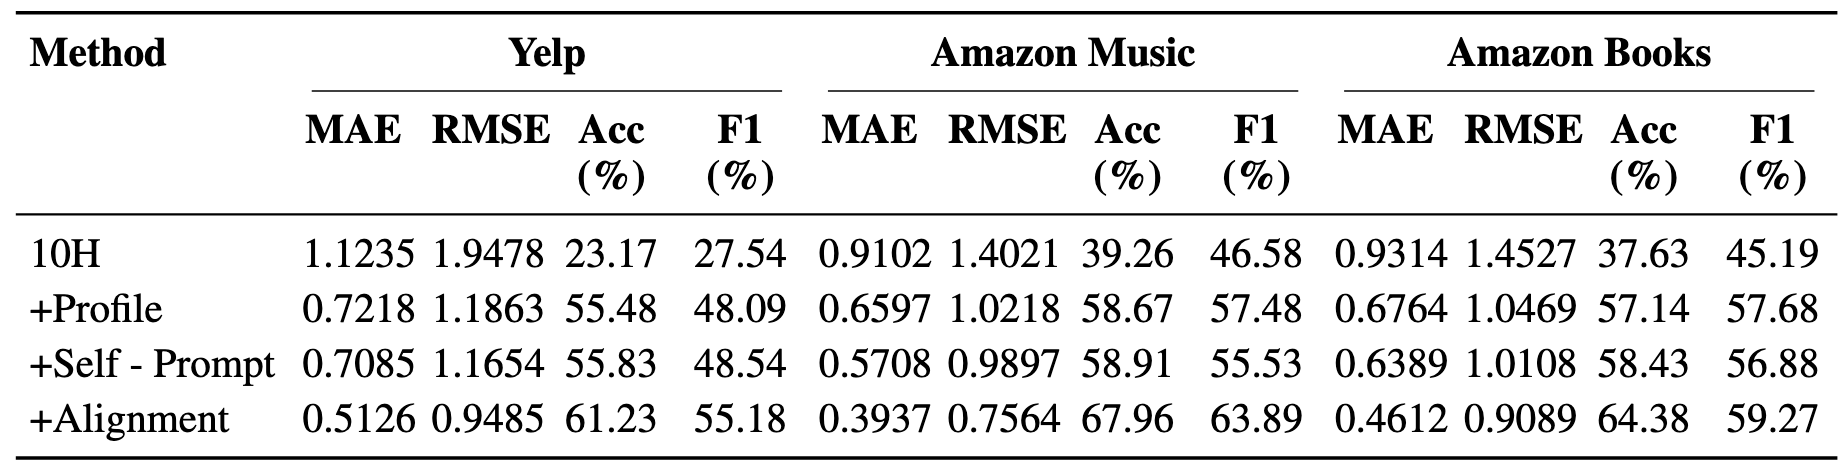 Method Yelp Amazon Music Amazon Books
MAE RMSE Acc F1 MAE RMSE Acc F1 MAE RMSE Acc F1
(%) (%) (%) (%) (%) (%)
10H 1.1235 1.9478 23.17 27.54 0.9102 1.4021 39.26 46.58 0.9314 1.4527 37.63 45.19
+Profile 0.7218 1.1863 55.48 48.09 0.6597 1.0218 58.67 57.48 0.6764 1.0469 57.14 57.68
+Self - Prompt 0.7085 1.1654 55.83 48.54 0.5708 0.9897 58.91 55.53 0.6389 1.0108 58.43 56.88
+Alignment 0.5126 0.9485 61.23 55.18 0.3937 0.7564 67.96 63.89 0.4612 0.9089 64.38 59.27